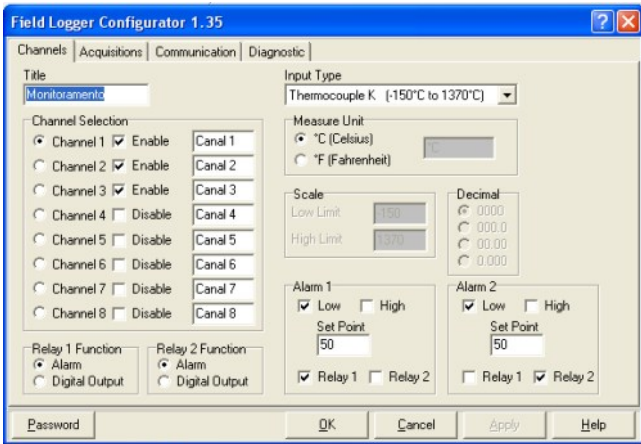 Field Logger Configurator 1.35
Channels Acquisitions Communication Diagnostic
Title
Monitoramento
Channel Selection
Channel 1 Enable Canal 1
Channel 2 Enable Canal 2
Channel 3 Enable Canal 3
Channel 4 Disable Canal 4
Channel 5 Disable Canal 5
Channel 6 Disable Canal 6
Channel 7 Disable Canal 7
Channel 8 Disable Canal 8
Relay 1 Function
Alarm
Digital Output
Relay 2 Function
Alarm
Digital Output
Input Type
Thermocouple K (-150°C to 1370°C)
Measure Unit
°C (Celsius) °C
°F (Fahrenheit)
Scale
Low Limit -150
High Limit 1370
Decimal
0000
000.0
00.00
0.000
Alarm 1
Low High
Set Point
50
Relay 1 Relay 2
Alarm 2
Low High
Set Point
50
Relay 1 Relay 2
Password OK Cancel Apply Help